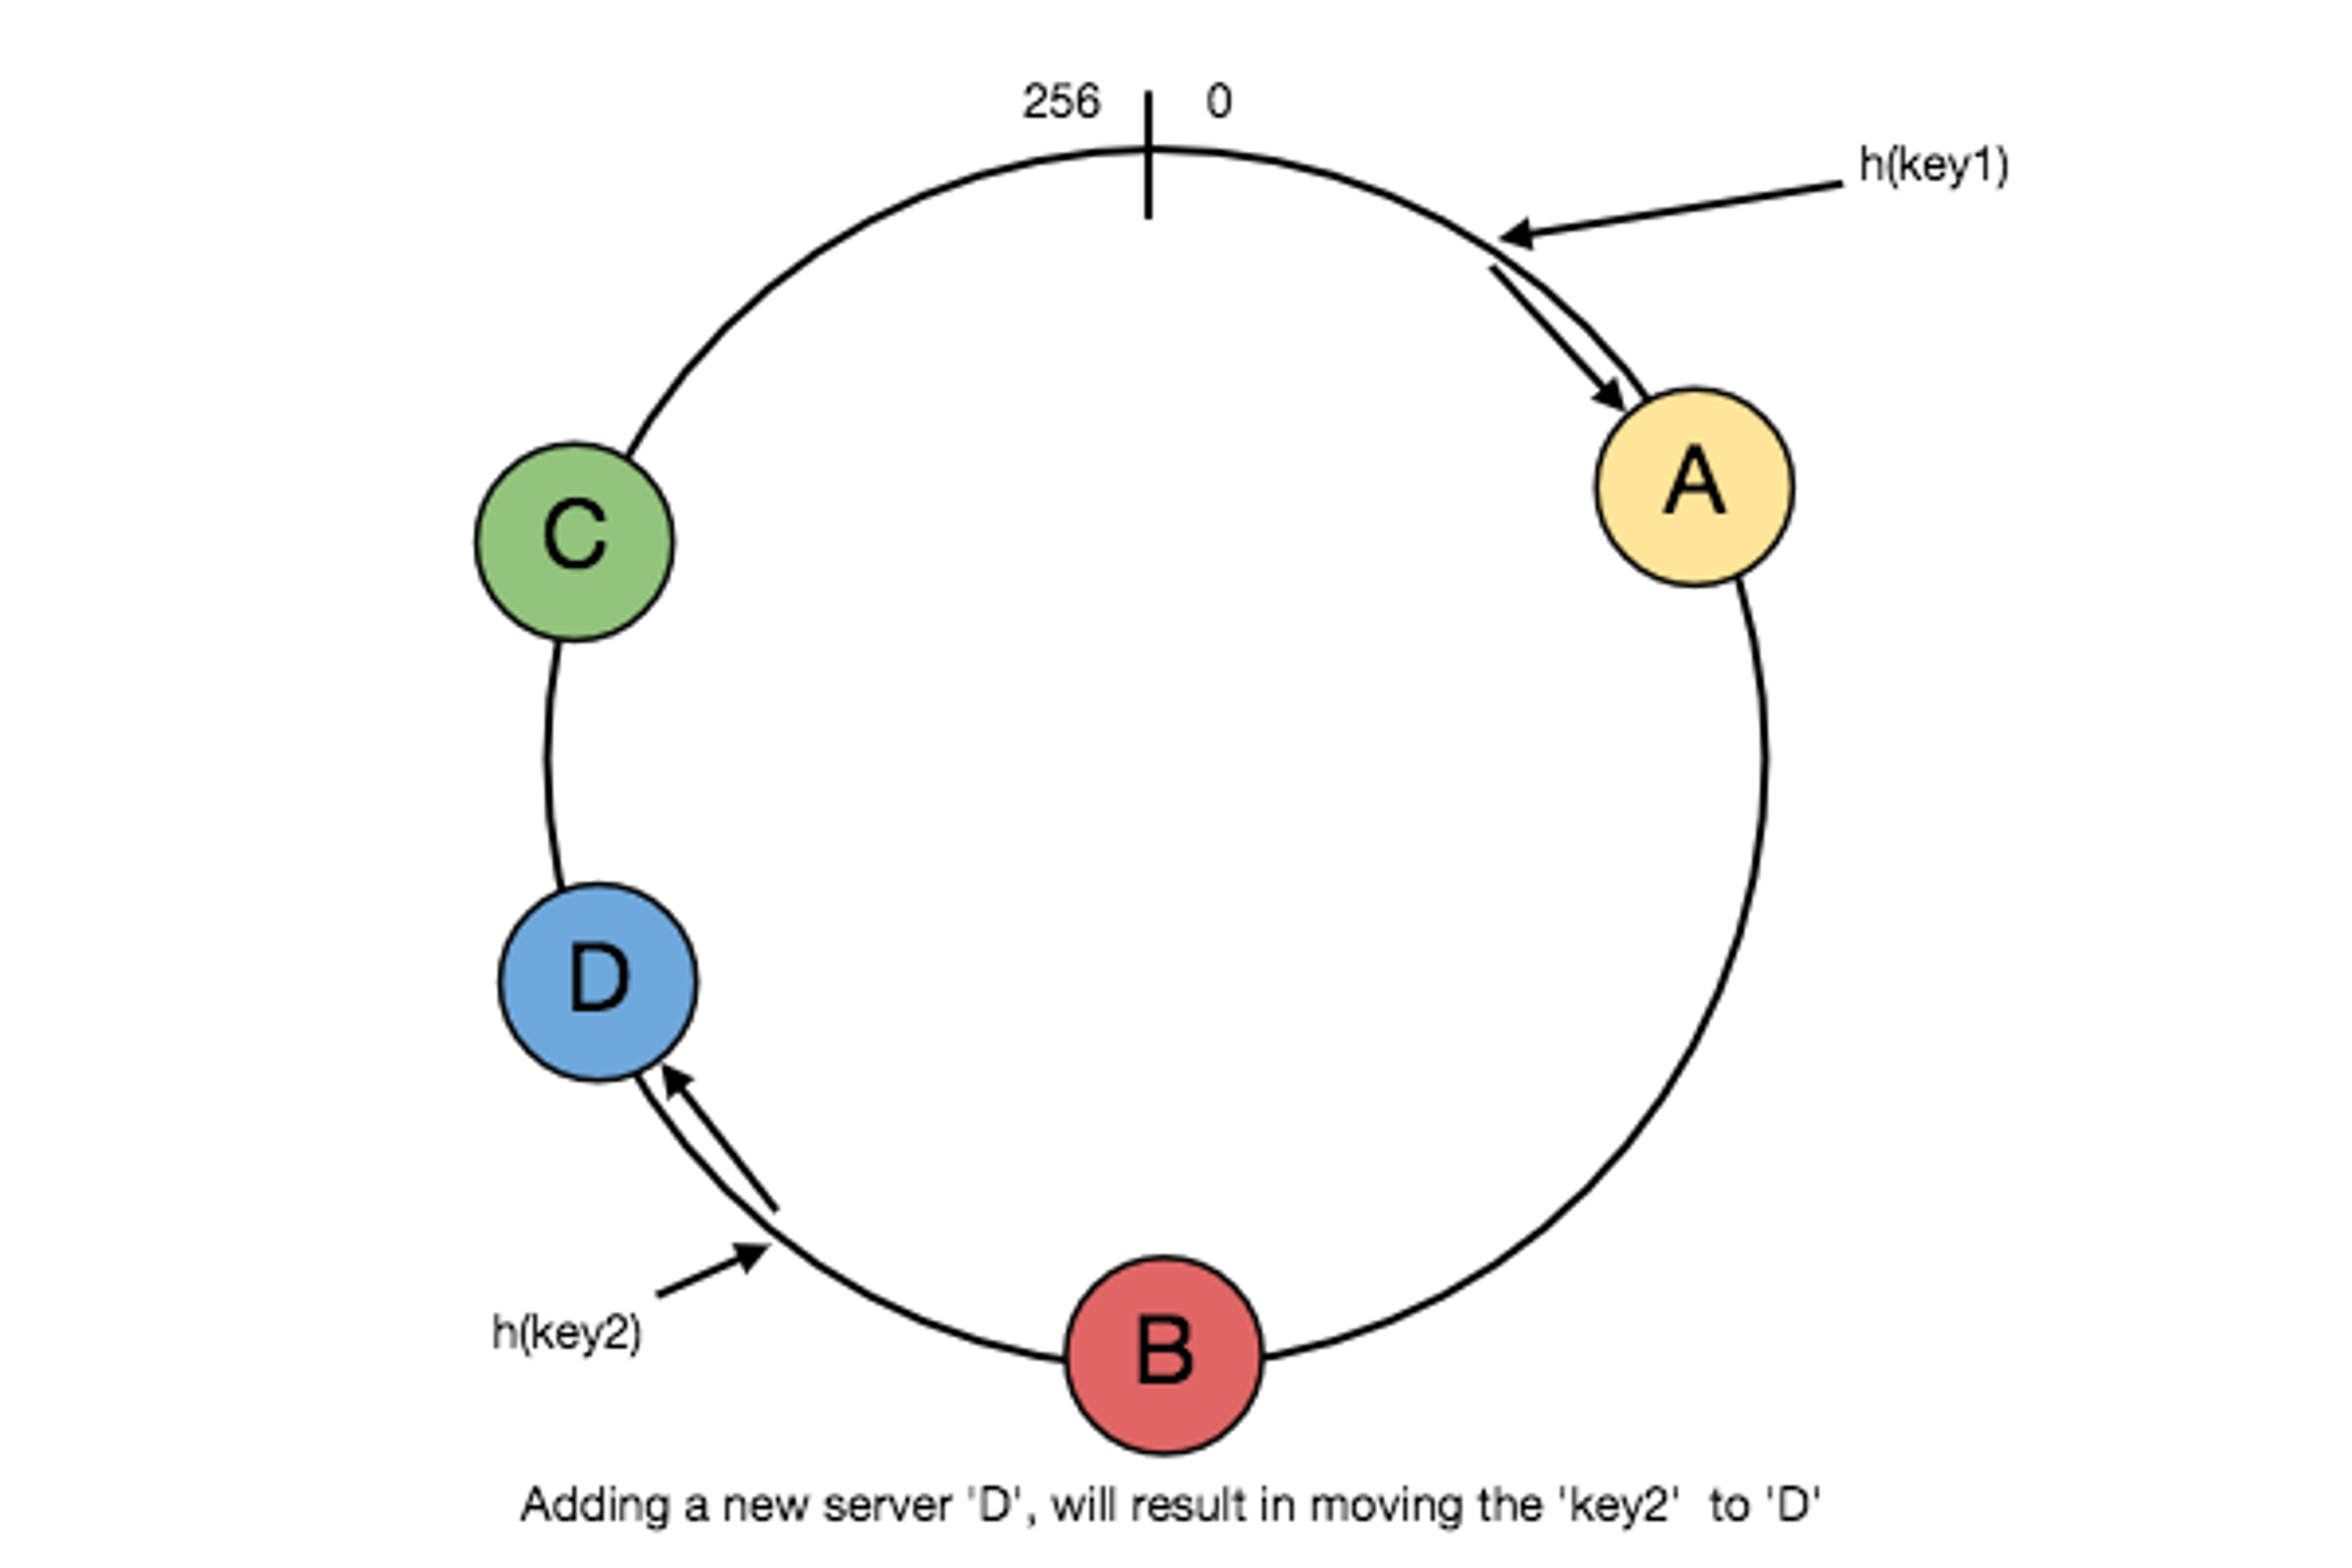 256 0
h(key1)
A
C
D
h(key2)
B
Adding a new server 'D', will result in moving the 'key2' to 'D'